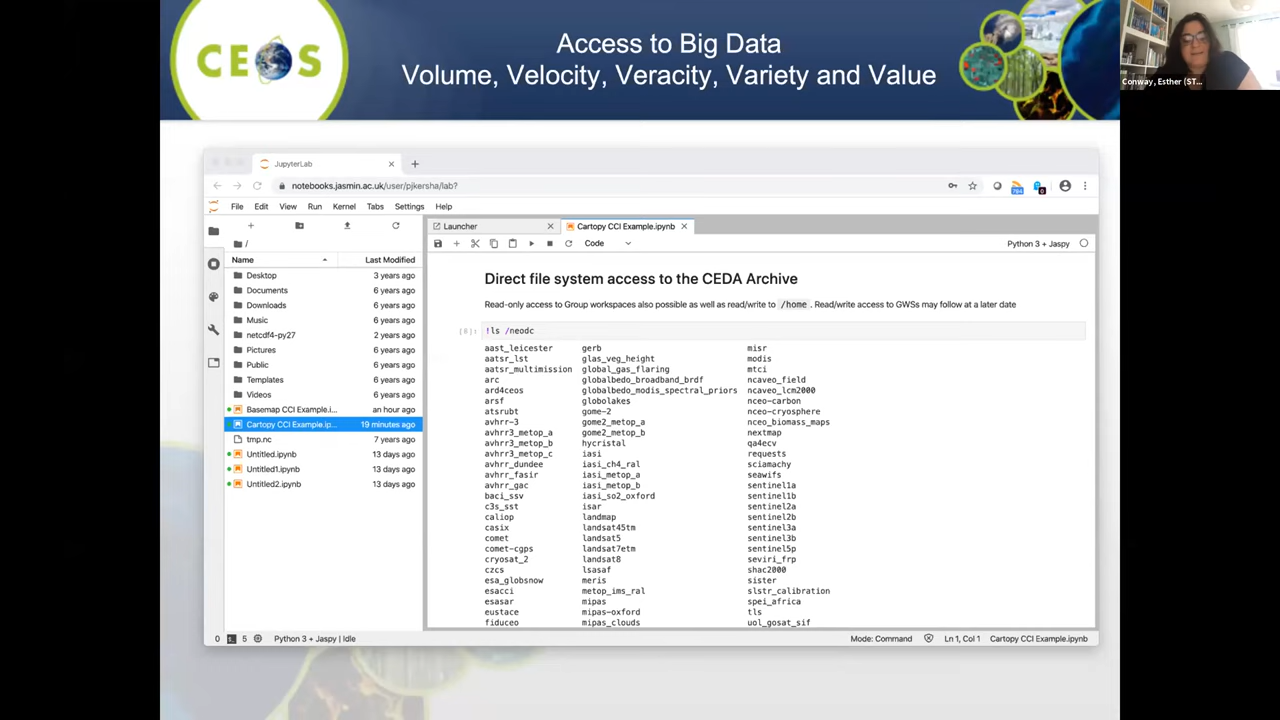 CEOS
Access to Big Data
Volume, Velocity, Veracity, Variety and Value
Conway, Esther (ST...
JupyterLab
notebooks.jasmin.ac.uk/user/pjkersha/lab?
784
0
File Edit View Run Kernel Tabs Settings Help
Launcher
Cartopy CCI Example.ipynb
Code
Python 3 + Jaspy
/
Name Last Modified
Desktop 3 years ago
Documents 6 years ago
Downloads 6 years ago
Music 6 years ago
netcdf4-py27 2 years ago
Pictures 6 years ago
Public 6 years ago
Templates 6 years ago
Videos 6 years ago
Basemap CCI Example.i... an hour ago
Cartopy CCI Example.ip... 19 minutes ago
tmp.nc 7 years ago
Untitled.ipynb 13 days ago
Untitled1.ipynb 13 days ago
Untitled2.ipynb 13 days ago
Direct file system access to the CEDA Archive
Read-only access to Group workspaces also possible as well as read/write to /home . Read/write access to GWSs may follow at a later date
[8]: !ls /neodc
aast_leicester gerb misr
aatsr_lst glas_veg_height modis
aatsr_multimission global_gas_flaring mtci
arc globalbedo_broadband_brdf ncaveo_field
ard4ceos globalbedo_modis_spectral_priors ncaveo_lcm2000
arsf globolakes nceo-carbon
atsrubt gome-2 nceo-cryosphere
avhrr-3 gome2_metop_a nceo_biomass_maps
avhrr3_metop_a gome2_metop_b nextmap
avhrr3_metop_b hycristal qa4ecv
avhrr3_metop_c iasi requests
avhrr_dundee iasi_ch4_ral sciamachy
avhrr_fasir iasi_metop_a seawifs
avhrr_gac iasi_metop_b sentinel1a
baci_ssv iasi_so2_oxford sentinel1b
c3s_sst isar sentinel2a
caliop landmap sentinel2b
casix landsat45tm sentinel3a
comet landsat5 sentinel3b
comet-cgps landsat7etm sentinel5p
cryosat_2 landsat8 seviri_frp
czcs lsasaf shac2000
esa_globsnow meris sister
esacci metop_ims_ral slstr_calibration
esasar mipas spei_africa
eustace mipas-oxford tls
fiduceo mipas_clouds uol_gosat_sif
0 5 Python 3 + Jaspy | Idle Mode: Command Ln 1, Col 1 Cartopy CCI Example.ipynb